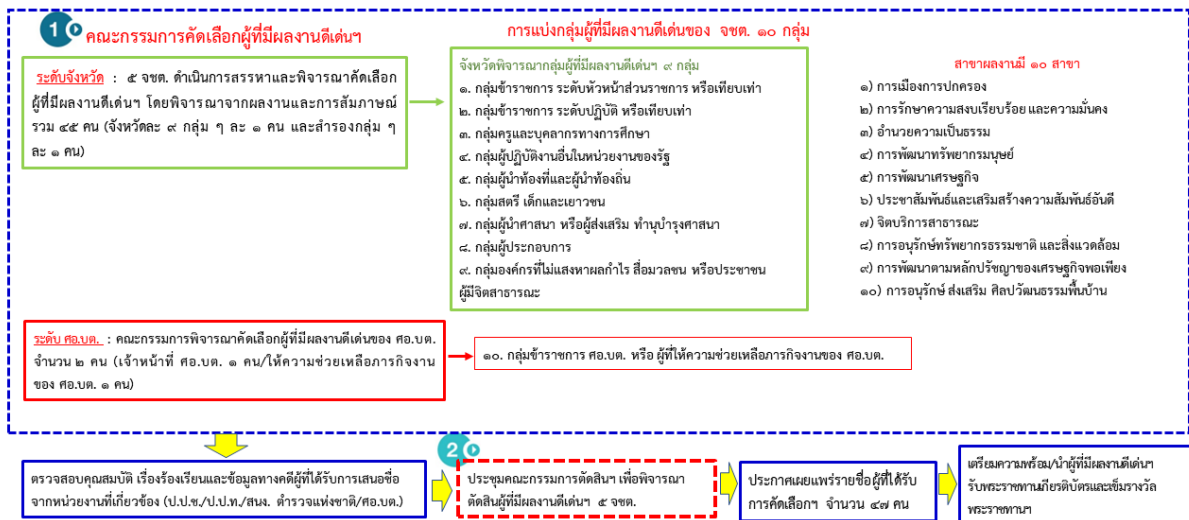 1
คณะกรรมการคัดเลือกผู้ที่มีผลงานดีเด่นฯ
ระดับจังหวัด : ๕ จชต. ดำเนินการสรรหาและพิจารณาคัดเลือก
ผู้ที่มีผลงานดีเด่นฯ โดยพิจารณาจากผลงานและการสัมภาษณ์
รวม ๔๕ คน (จังหวัดละ ๙ กลุ่ม ๆ ละ ๑ คน และสำรองกลุ่ม ๆ
ละ ๑ คน)
การแบ่งกลุ่มผู้ที่มีผลงานดีเด่นของ จชต. ๑๐ กลุ่ม
จังหวัดพิจารณากลุ่มผู้ที่มีผลงานดีเด่นฯ ๙ กลุ่ม
๑. กลุ่มข้าราชการ ระดับหัวหน้าส่วนราชการ หรือเทียบเท่า
๒. กลุ่มข้าราชการ ระดับปฏิบัติ หรือเทียบเท่า
๓. กลุ่มครูและบุคลากรทางการศึกษา
๔. กลุ่มผู้ปฏิบัติงานอื่นในหน่วยงานของรัฐ
๕. กลุ่มผู้นำท้องที่และผู้นำท้องถิ่น
๖. กลุ่มสตรี เด็กและเยาวชน
๗. กลุ่มผู้นำศาสนา หรือผู้ส่งเสริม ทำนุบำรุงศาสนา
๘. กลุ่มผู้ประกอบการ
๙. กลุ่มองค์กรที่ไม่แสวงหาผลกำไร สื่อมวลชน หรือประชาชน
ผู้มีจิตสาธารณะ
สาขาผลงานมี ๑๐ สาขา
๑) การเมืองการปกครอง
๒) การรักษาความสงบเรียบร้อย และความมั่นคง
๓) อำนวยความเป็นธรรม
๔) การพัฒนาทรัพยากรมนุษย์
๕) การพัฒนาเศรษฐกิจ
๖) ประชาสัมพันธ์และเสริมสร้างความสัมพันธ์อันดี
๗) จิตบริการสาธารณะ
๘) การอนุรักษ์ทรัพยากรธรรมชาติ และสิ่งแวดล้อม
๙) การพัฒนาตามหลักปรัชญาของเศรษฐกิจพอเพียง
๑๐) การอนุรักษ์ ส่งเสริม ศิลปวัฒนธรรมพื้นบ้าน
ระดับ ศอ.บต. : คณะกรรมการพิจารณาคัดเลือกผู้ที่มีผลงานดีเด่นของ ศอ.บต.
จำนวน ๒ คน (เจ้าหน้าที่ ศอ.บต. ๑ คน/ให้ความช่วยเหลือภารกิจงาน
ของ ศอ.บต. ๑ คน)
๑๐. กลุ่มข้าราชการ ศอ.บต. หรือ ผู้ที่ให้ความช่วยเหลือภารกิจงานของ ศอ.บต.
ตรวจสอบคุณสมบัติ เรื่องร้องเรียนและข้อมูลทางคดีผู้ที่ได้รับการเสนอชื่อ
จากหน่วยงานที่เกี่ยวข้อง (ป.ป.ช./ป.ป.ท./สนง. ตำรวจแห่งชาติ/ศอ.บต.)
2
ประชุมคณะกรรมการตัดสินฯ เพื่อพิจารณา
ตัดสินผู้ที่มีผลงานดีเด่นฯ ๕ จชต.
ประกาศเผยแพร่รายชื่อผู้ที่ได้รับ
การคัดเลือกฯ จำนวน ๔๗ คน
เตรียมความพร้อม/นำผู้ที่มีผลงานดีเด่นฯ
รับพระราชทานเกียรติบัตรและเข็มรางวัล
พระราชทานฯ